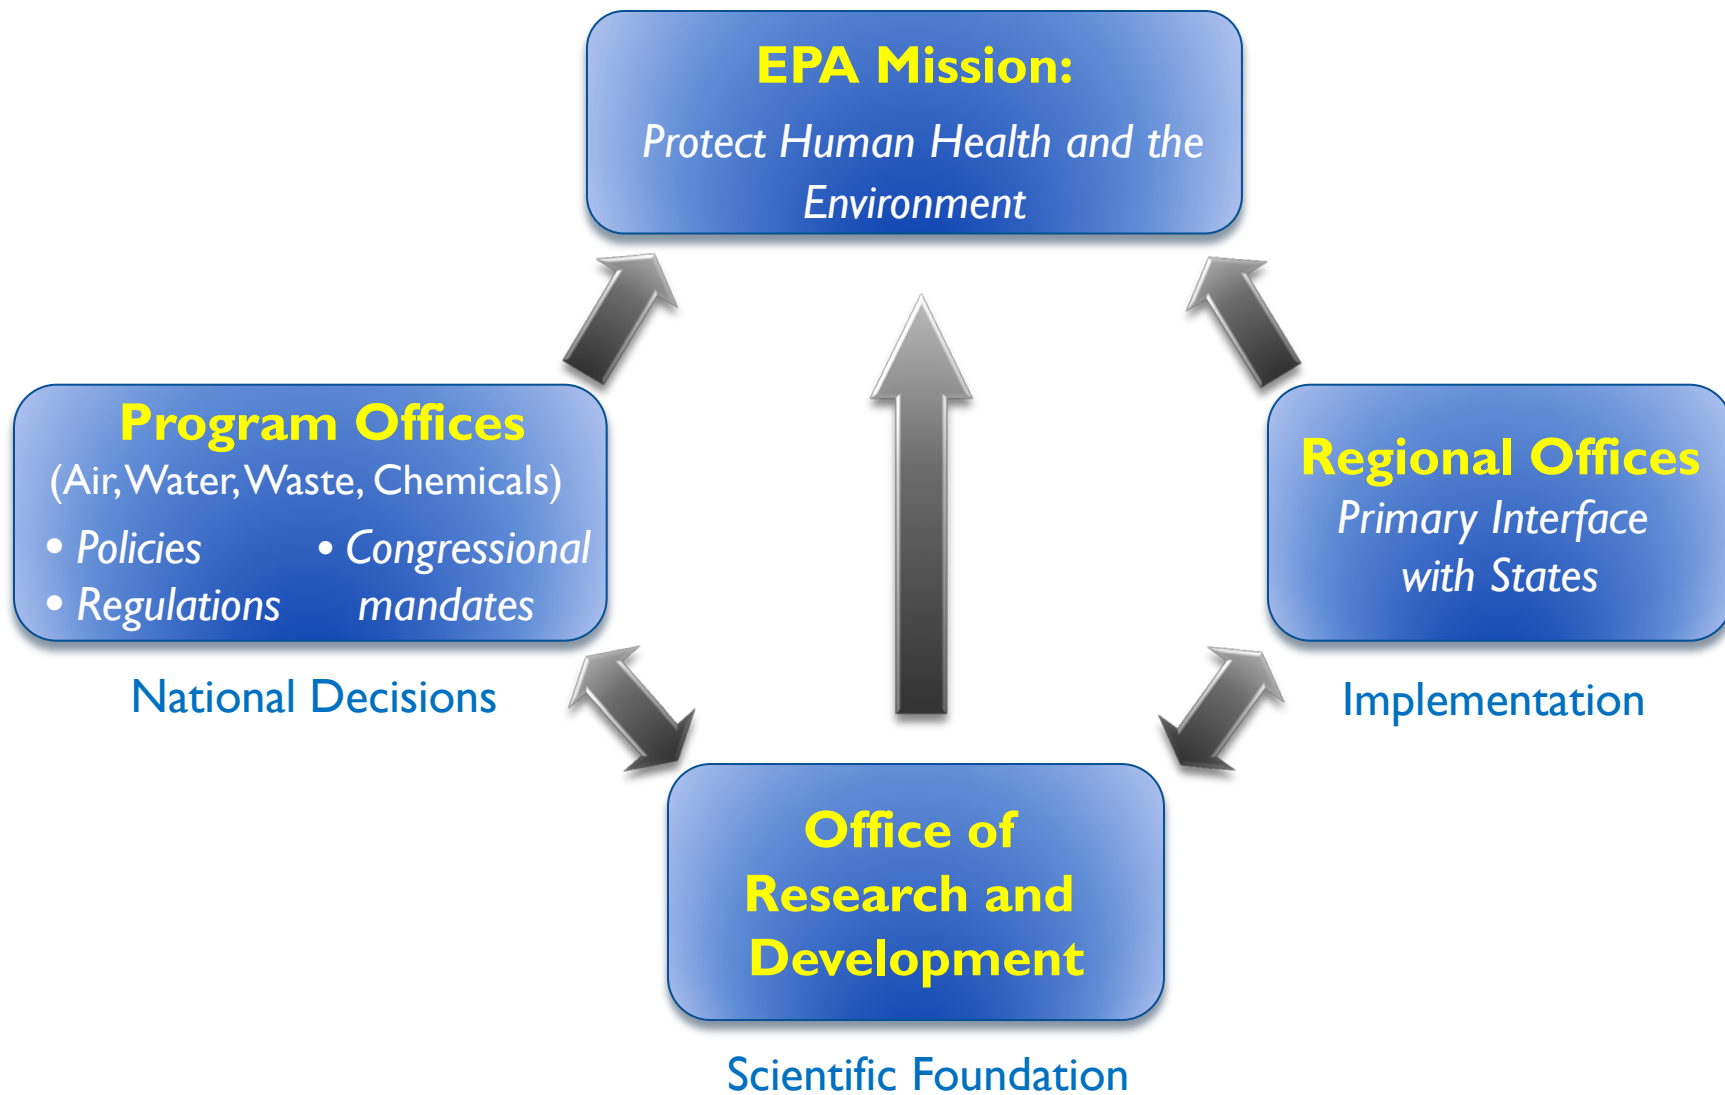 EPA Mission:
Protect Human Health and the
Environment
Program Offices
(Air, Water, Waste, Chemicals)
• Policies
• Regulations
• Congressional
mandates
National Decisions
Regional Offices
Primary Interface
with States
Implementation
Office of
Research and
Development
Scientific Foundation